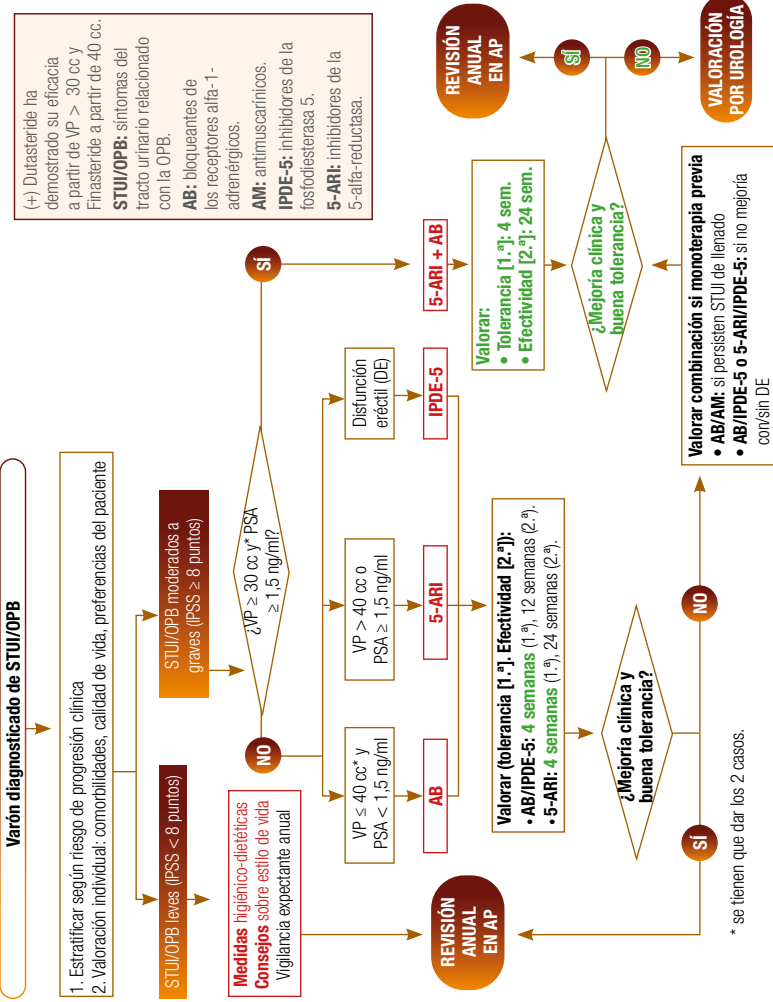 Varón diagnosticado de STUI/OPB
1. Estratificar según riesgo de progresión clínica
2. Valoración individual: comorbilidades, calidad de vida, preferencias del paciente
STUI/OPB leves (IPSS < 8 puntos)
STUI/OPB moderados a
graves (IPSS ≥ 8 puntos)
Medidas higiénico-dietéticas
Consejos sobre estilo de vida
Vigilancia expectante anual
¿VP ≥ 30 cc y* PSA
≥ 1,5 ng/ml?
NO
SÍ
VP ≤ 40 cc* y
PSA < 1,5 ng/ml
VP > 40 cc o
PSA ≥ 1,5 ng/ml
Disfunción
eréctil (DE)
AB
5-ARI
IPDE-5
5-ARI + AB
Valorar (tolerancia [1.ª]. Efectividad [2.ª]):
• AB/IPDE-5: 4 semanas (1.ª), 12 semanas (2.ª).
• 5-ARI: 4 semanas (1.ª), 24 semanas (2.ª).
Valorar:
• Tolerancia [1.ª]: 4 sem.
• Efectividad [2.ª]: 24 sem.
¿Mejoría clínica y
buena tolerancia?
SÍ
NO
REVISIÓN
ANUAL
EN AP
Valorar combinación si monoterapia previa
• AB/AM: si persisten STUI de llenado
• AB/IPDE-5 o 5-ARI/IPDE-5: si no mejoría
con/sin DE
¿Mejoría clínica y
buena tolerancia?
SÍ
NO
REVISIÓN
ANUAL
EN AP
VALORACIÓN
POR UROLOGÍA
(+) Dutasteride ha
demostrado su eficacia
a partir de VP > 30 cc y
Finasteride a partir de 40 cc.
STUI/OPB: síntomas del
tracto urinario relacionado
con la OPB.
AB: bloqueantes de
los receptores alfa-1-
adrenérgicos.
AM: antimuscarínicos.
IPDE-5: inhibidores de la
fosfodiesterasa 5.
5-ARI: inhibidores de la
5-alfa-reductasa.
* se tienen que dar los 2 casos.